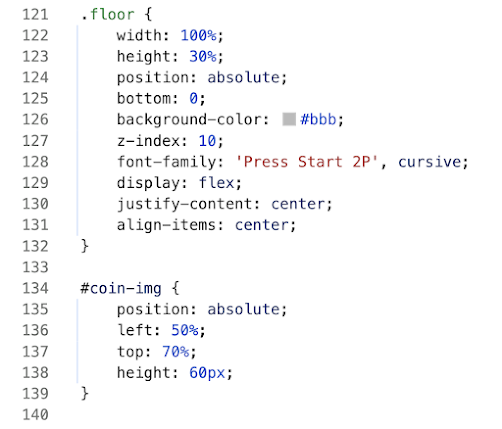 121 .floor {
122 width: 100%;
123 height: 30%;
124 position: absolute;
125 bottom: 0;
126 background-color: #bbb;
127 z-index: 10;
128 font-family: 'Press Start 2P', cursive;
129 display: flex;
130 justify-content: center;
131 align-items: center;
132 }
133
134 #coin-img {
135 position: absolute;
136 left: 50%;
137 top: 70%;
138 height: 60px;
139 }
140